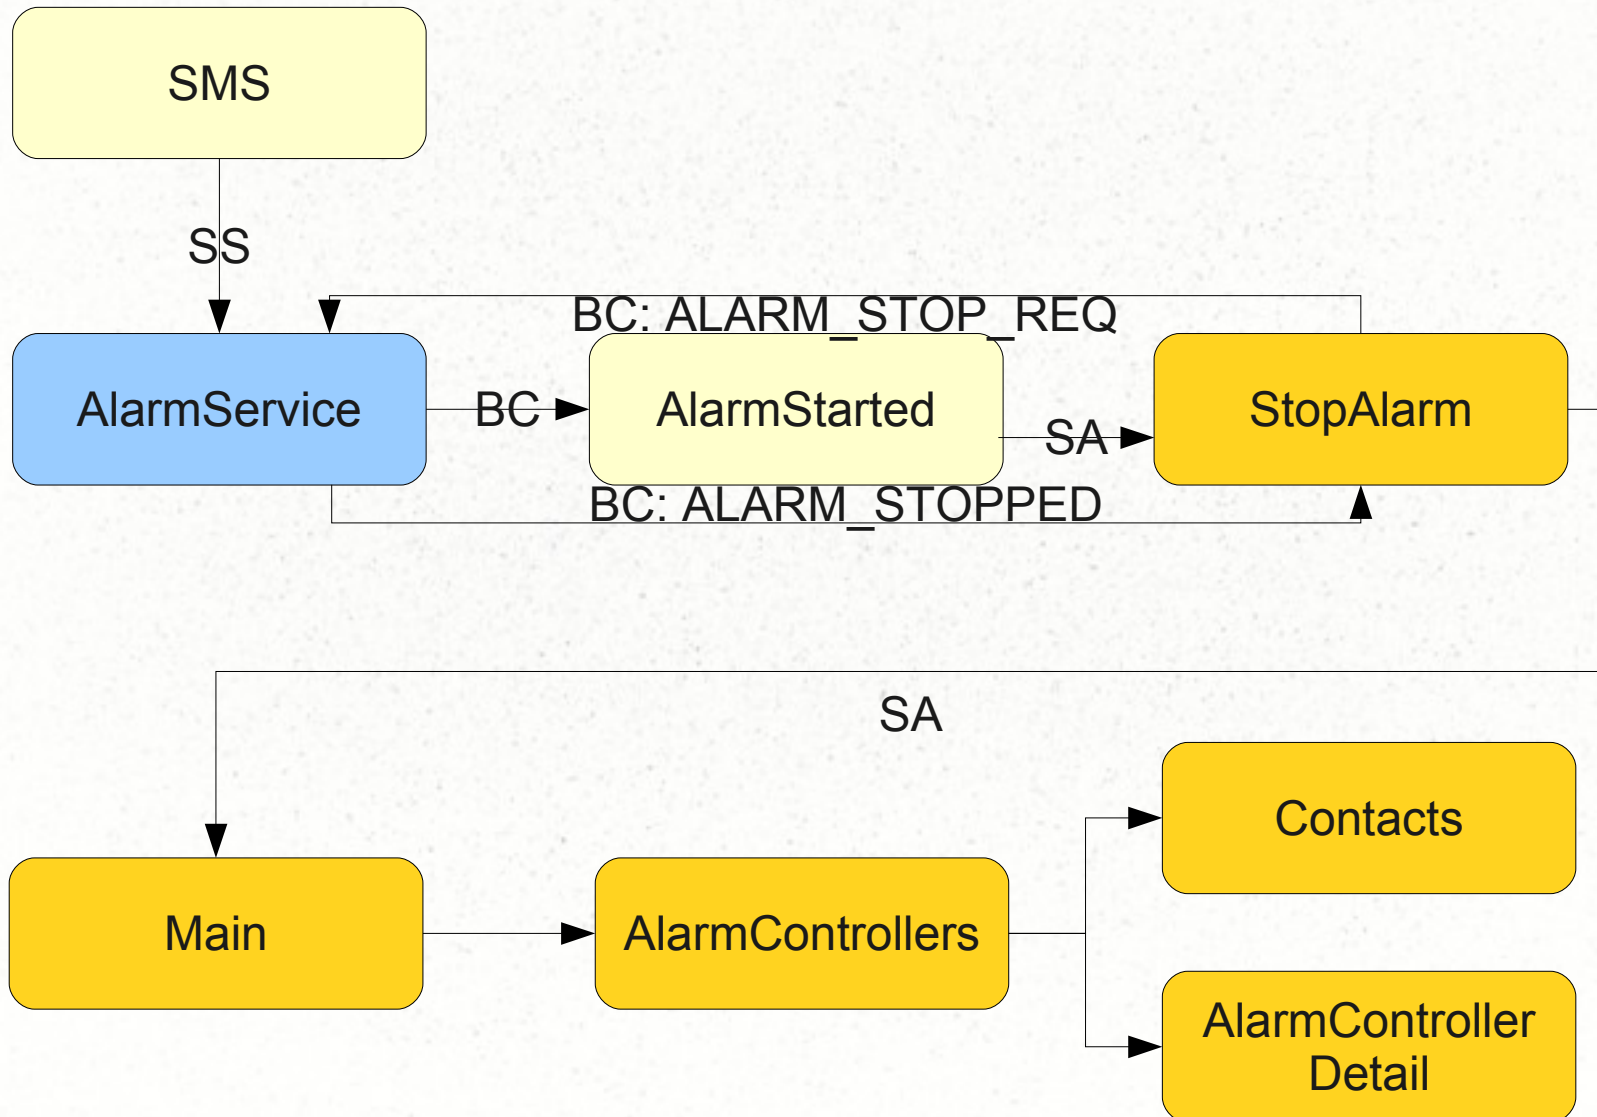 SMS
SS
BC: ALARM_STOP_REQ
AlarmService
BC
AlarmStarted
SA
StopAlarm
BC: ALARM_STOPPED
SA
Contacts
Main
AlarmControllers
AlarmController
Detail